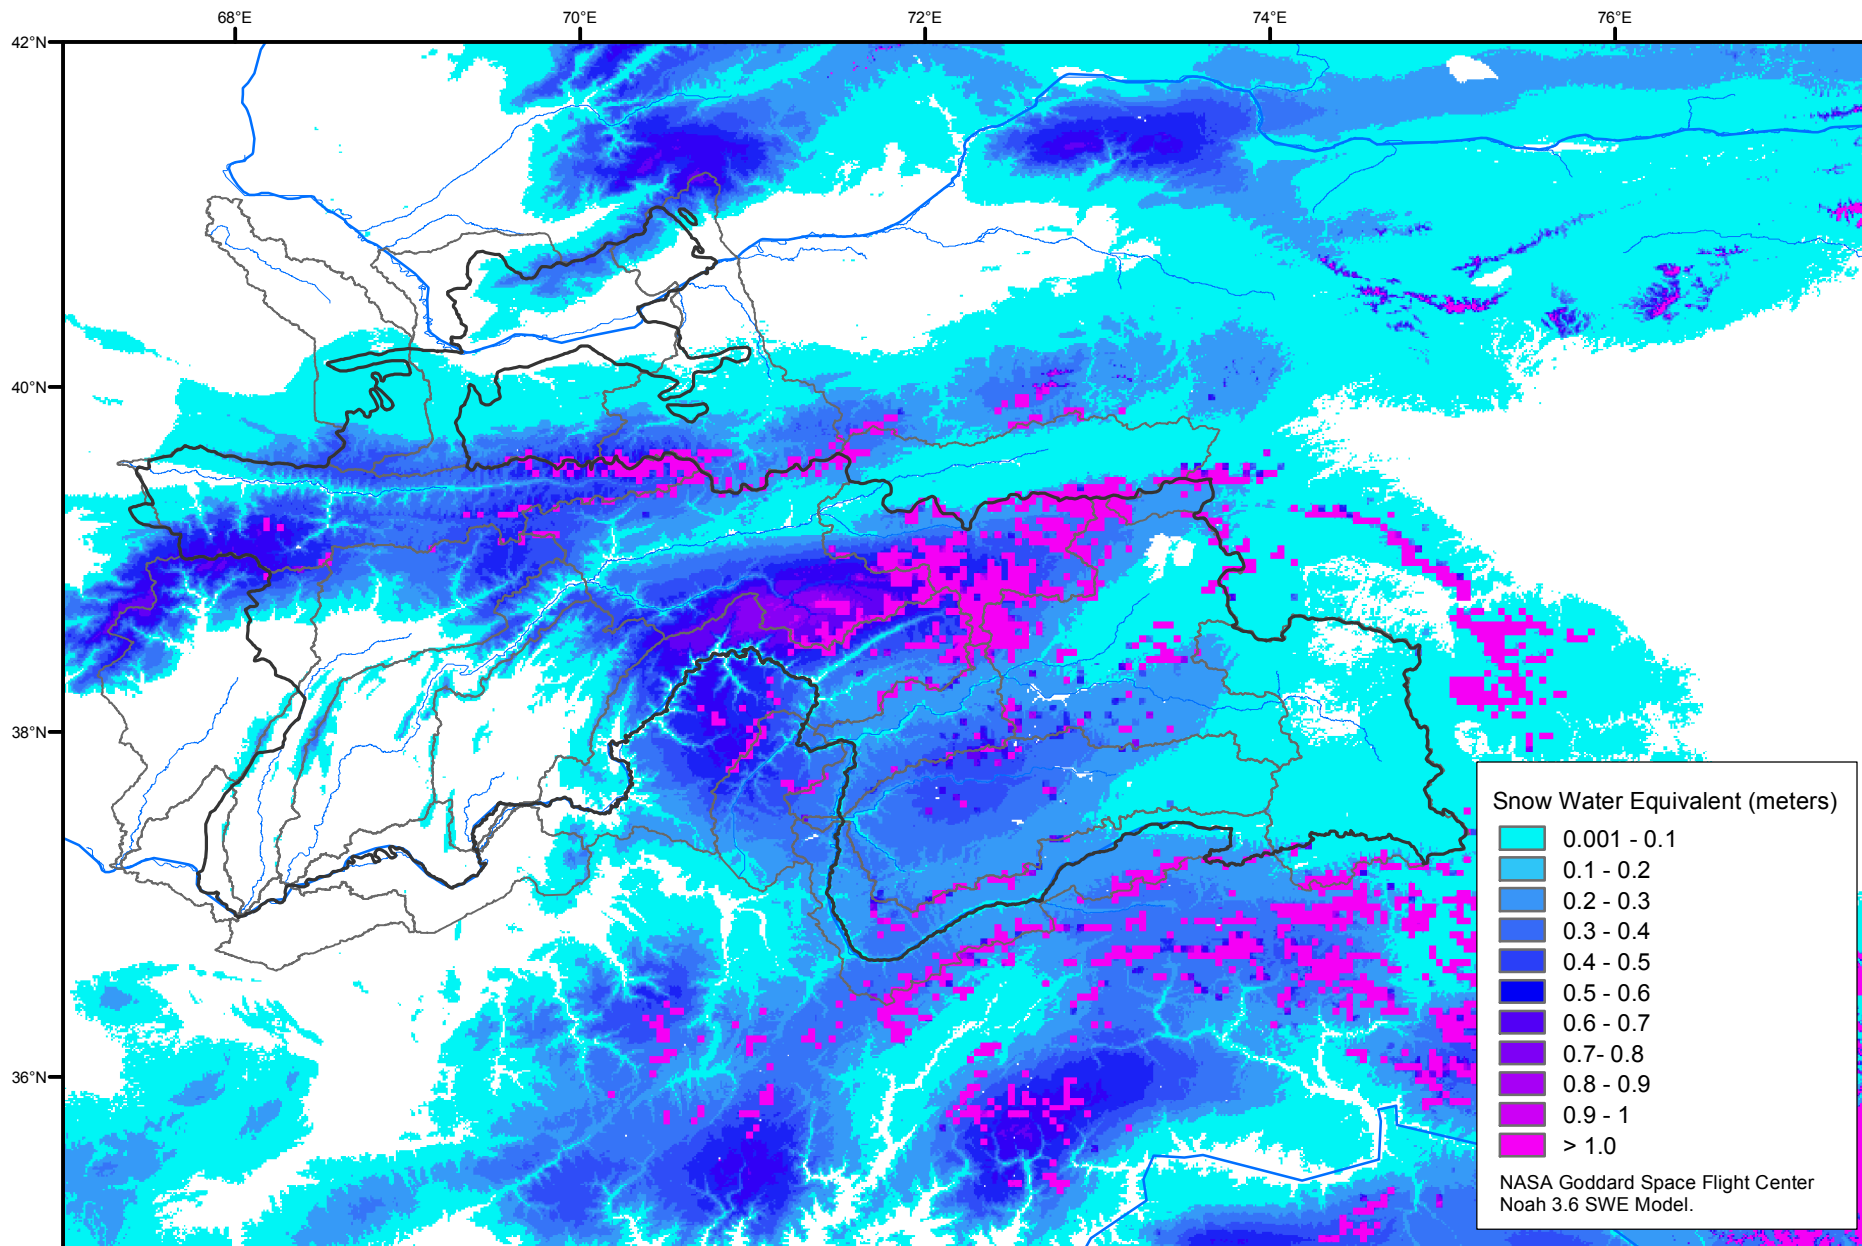 68°E 70°E 72°E 74°E 76°E
42°N
40°N
38°N
36°N
Snow Water Equivalent (meters)
0.001 - 0.1
0.1 - 0.2
0.2 - 0.3
0.3 - 0.4
0.4 - 0.5
0.5 - 0.6
0.6 - 0.7
0.7- 0.8
0.8 - 0.9
0.9 - 1
> 1.0
NASA Goddard Space Flight Center
Noah 3.6 SWE Model.